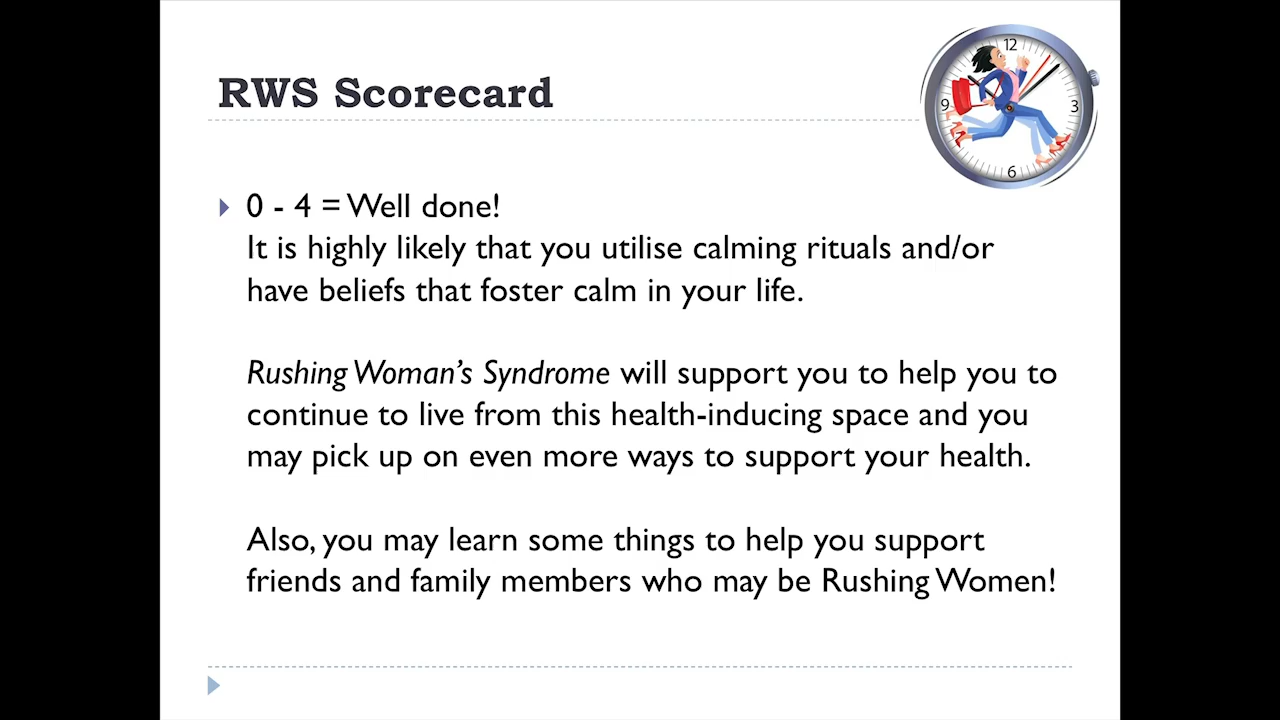 RWS Scorecard
12
9
3
6
0 - 4 = Well done!
It is highly likely that you utilise calming rituals and/or
have beliefs that foster calm in your life.
Rushing Woman's Syndrome will support you to help you to
continue to live from this health-inducing space and you
may pick up on even more ways to support your health.
Also, you may learn some things to help you support
friends and family members who may be Rushing Women!